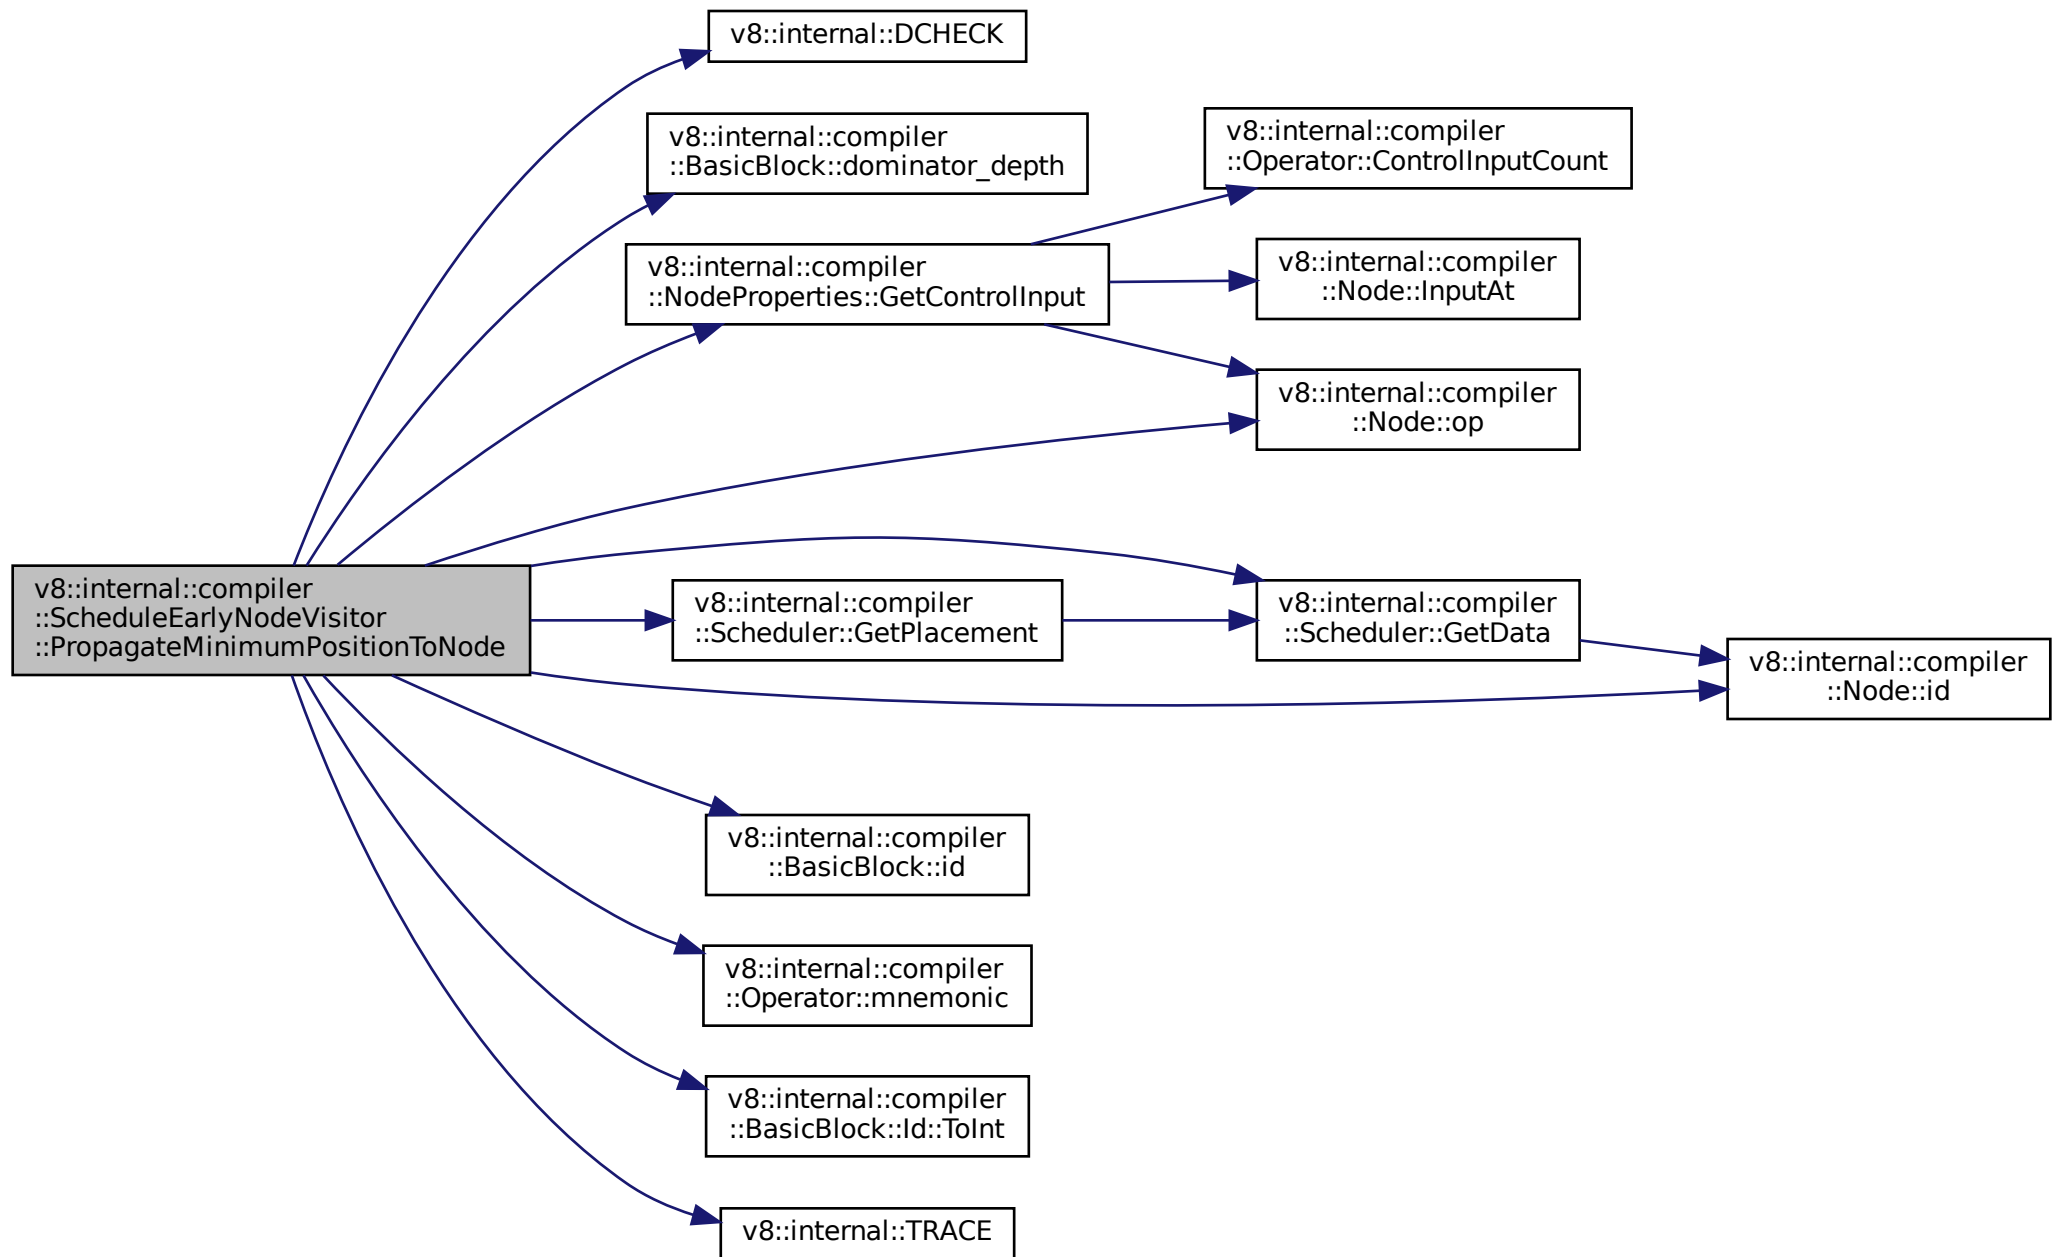 v8::internal::DCHECK
v8::internal::compiler
::BasicBlock::dominator_depth
v8::internal::compiler
::Operator::ControlInputCount
v8::internal::compiler
::NodeProperties::GetControlInput
v8::internal::compiler
::Node::InputAt
v8::internal::compiler
::Node::op
v8::internal::compiler
::ScheduleEarlyNodeVisitor
::PropagateMinimumPositionToNode
v8::internal::compiler
::Scheduler::GetPlacement
v8::internal::compiler
::Scheduler::GetData
v8::internal::compiler
::Node::id
v8::internal::compiler
::BasicBlock::id
v8::internal::compiler
::Operator::mnemonic
v8::internal::compiler
::BasicBlock::Id::ToInt
v8::internal::TRACE